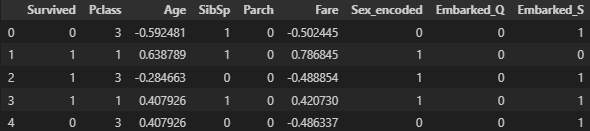 Survived Pclass Age SibSp Parch Fare Sex_encoded Embarked_Q Embarked_S
0 0 3 -0.592481 1 0 -0.502445 0 0 1
1 1 1 0.638789 1 0 0.786845 1 0 0
2 1 3 -0.284663 0 0 -0.488854 1 0 1
3 1 1 0.407926 1 0 0.420730 1 0 1
4 0 3 0.407926 0 0 -0.486337 0 0 1